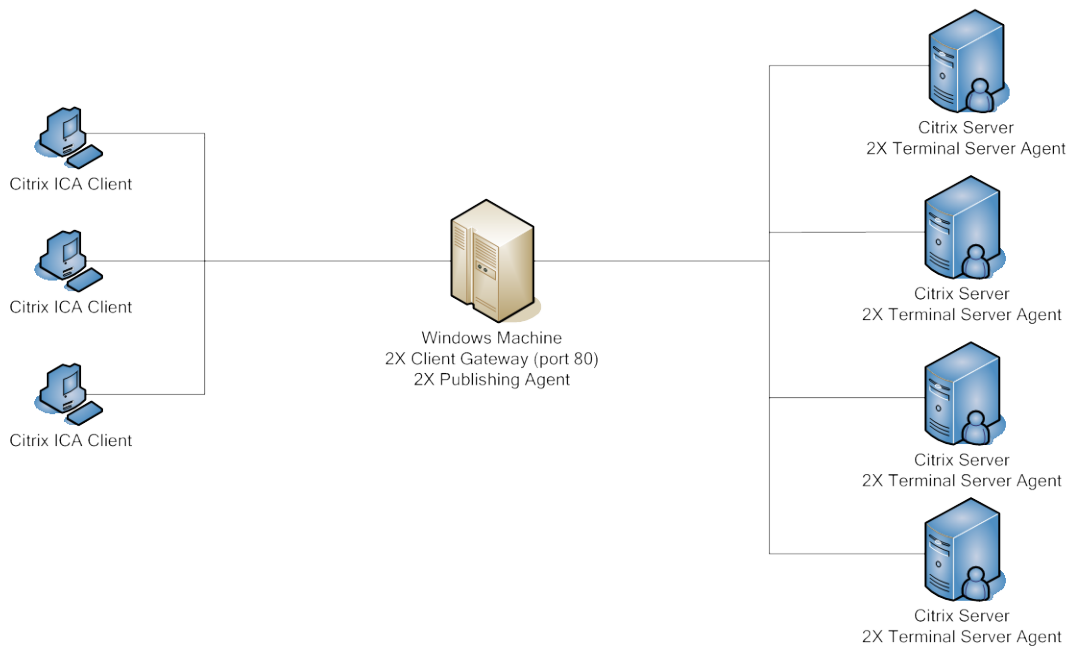 Citrix ICA Client
Citrix ICA Client
Citrix ICA Client
Windows Machine
2X Client Gateway (port 80)
2X Publishing Agent
Citrix Server
2X Terminal Server Agent
Citrix Server
2X Terminal Server Agent
Citrix Server
2X Terminal Server Agent
Citrix Server
2X Terminal Server Agent